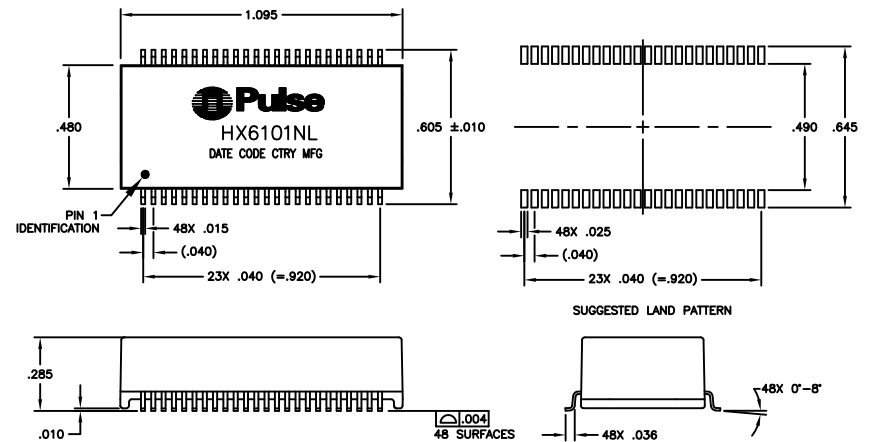 1.095
.480
Pulse
HX6101NL
DATE CODE CTRY MFG
.605 ±.010
PIN 1
IDENTIFICATION
48X .015
(.040)
23X .040 (=.920)
.490
.645
48X .025
(.040)
23X .040 (=.920)
SUGGESTED LAND PATTERN
.285
.010
.004
48 SURFACES
48X 0°-8°
48X .036